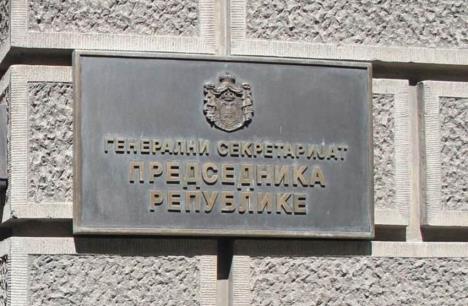 ГЕНЕРАЛНИ СЕКРЕТАРИЈАТ
ПРЕДСЕДНИКА
РЕПУБЛИКЕ